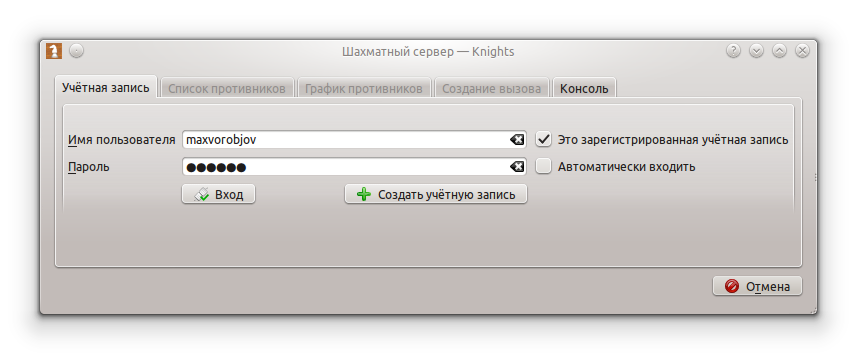 Шахматный сервер — Knights
Учётная запись Список противников График противников Создание вызова Консоль
Имя пользователя maxvorobjov Это зарегистрированная учётная запись
Пароль ●●●●●● Автоматически входить
Вход Создать учётную запись
Отмена